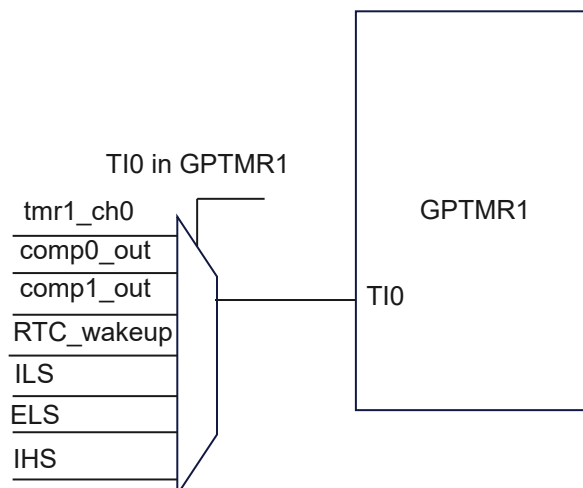 TI0 in GPTMR1
tmr1_ch0
GPTMR1
comp0_out
comp1_out
TI0
RTC_wakeup
ILS
ELS
IHS